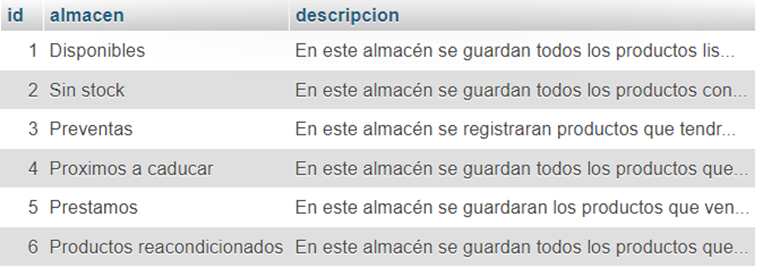 id almacen descripcion
1 Disponibles En este almacén se guardan todos los productos lis...
2 Sin stock En este almacén se guardan todos los productos con...
3 Preventas En este almacén se registraran productos que tendr...
4 Proximos a caducar En este almacén se guardan todos los productos que...
5 Prestamos En este almacén se guardaran los productos que ven...
6 Productos reacondicionados En este almacén se guardan todos los productos que...